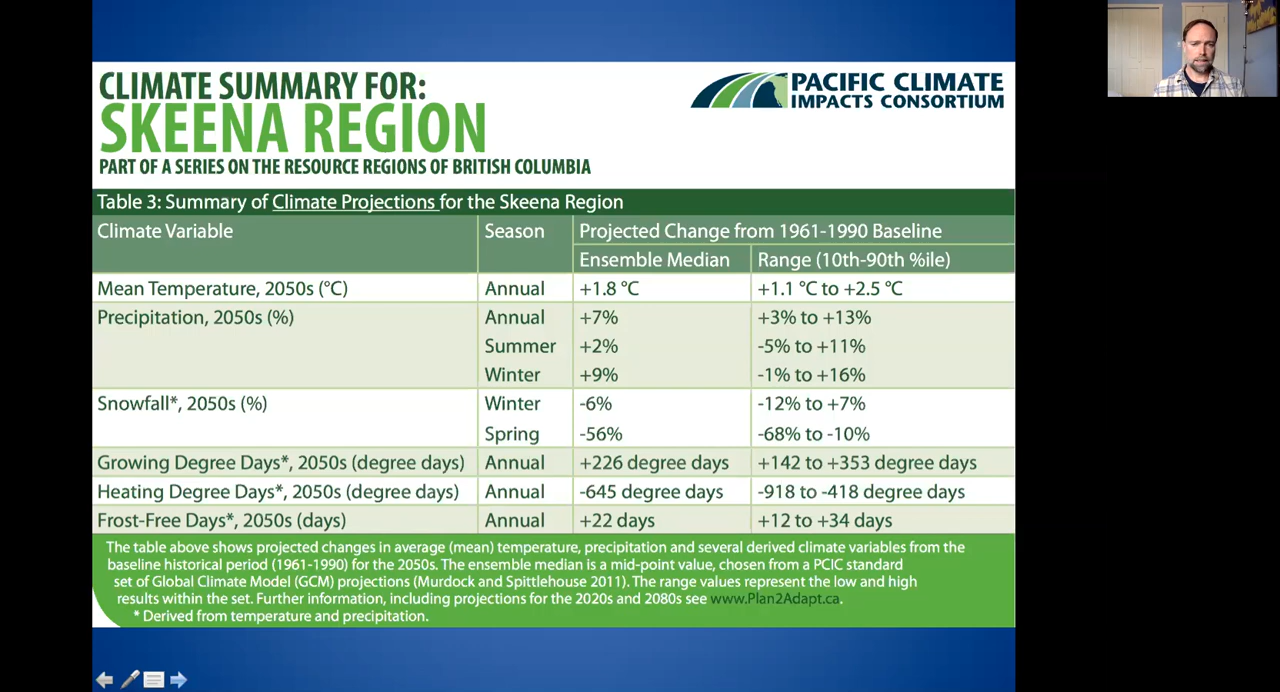 CLIMATE SUMMARY FOR:
SKEENA REGION
PART OF A SERIES ON THE RESOURCE REGIONS OF BRITISH COLUMBIA
PACIFIC CLIMATE
IMPACTS CONSORTIUM
Table 3: Summary of Climate Projections for the Skeena Region
Climate Variable Season Projected Change from 1961-1990 Baseline
Ensemble Median Range (10th-90th %ile)
Mean Temperature, 2050s (°C) Annual +1.8 °C +1.1 °C to +2.5 °C
Precipitation, 2050s (%) Annual +7% +3% to +13%
Summer +2% -5% to +11%
Winter +9% -1% to +16%
Snowfall*, 2050s (%) Winter -6% -12% to +7%
Spring -56% -68% to -10%
Growing Degree Days*, 2050s (degree days) Annual +226 degree days +142 to +353 degree days
Heating Degree Days*, 2050s (degree days) Annual -645 degree days -918 to -418 degree days
Frost-Free Days*, 2050s (days) Annual +22 days +12 to +34 days
The table above shows projected changes in average (mean) temperature, precipitation and several derived climate variables from the
baseline historical period (1961-1990) for the 2050s. The ensemble median is a mid-point value, chosen from a PCIC standard
set of Global Climate Model (GCM) projections (Murdock and Spittlehouse 2011). The range values represent the low and high
results within the set. Further information, including projections for the 2020s and 2080s see www.Plan2Adapt.ca.
* Derived from temperature and precipitation.